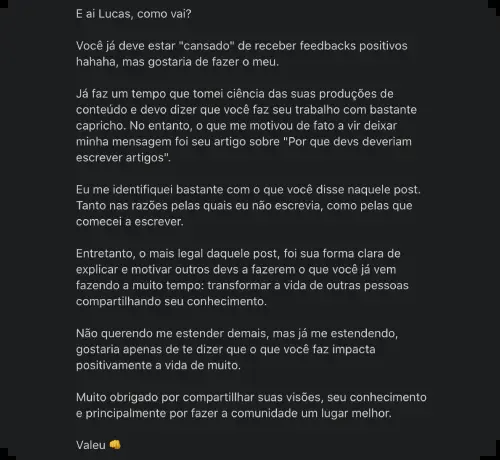 E ai Lucas, como vai?
Você já deve estar "cansado" de receber feedbacks positivos
hahaha, mas gostaria de fazer o meu.
Já faz um tempo que tomei ciência das suas produções de
conteúdo e devo dizer que você faz seu trabalho com bastante
capricho. No entanto, o que me motivou de fato a vir deixar
minha mensagem foi seu artigo sobre "Por que devs deveriam
escrever artigos".
Eu me identifiquei bastante com o que você disse naquele post.
Tanto nas razões pelas quais eu não escrevia, como pelas que
comecei a escrever.
Entretanto, o mais legal daquele post, foi sua forma clara de
explicar e motivar outros devs a fazerem o que você já vem
fazendo a muito tempo: transformar a vida de outras pessoas
compartilhando seu conhecimento.
Não querendo me estender demais, mas já me estendendo,
gostaria apenas de te dizer que o que você faz impacta
positivamente a vida de muito.
Muito obrigado por compartillhar suas visões, seu conhecimento
e principalmente por fazer a comunidade um lugar melhor.
Valeu 👊